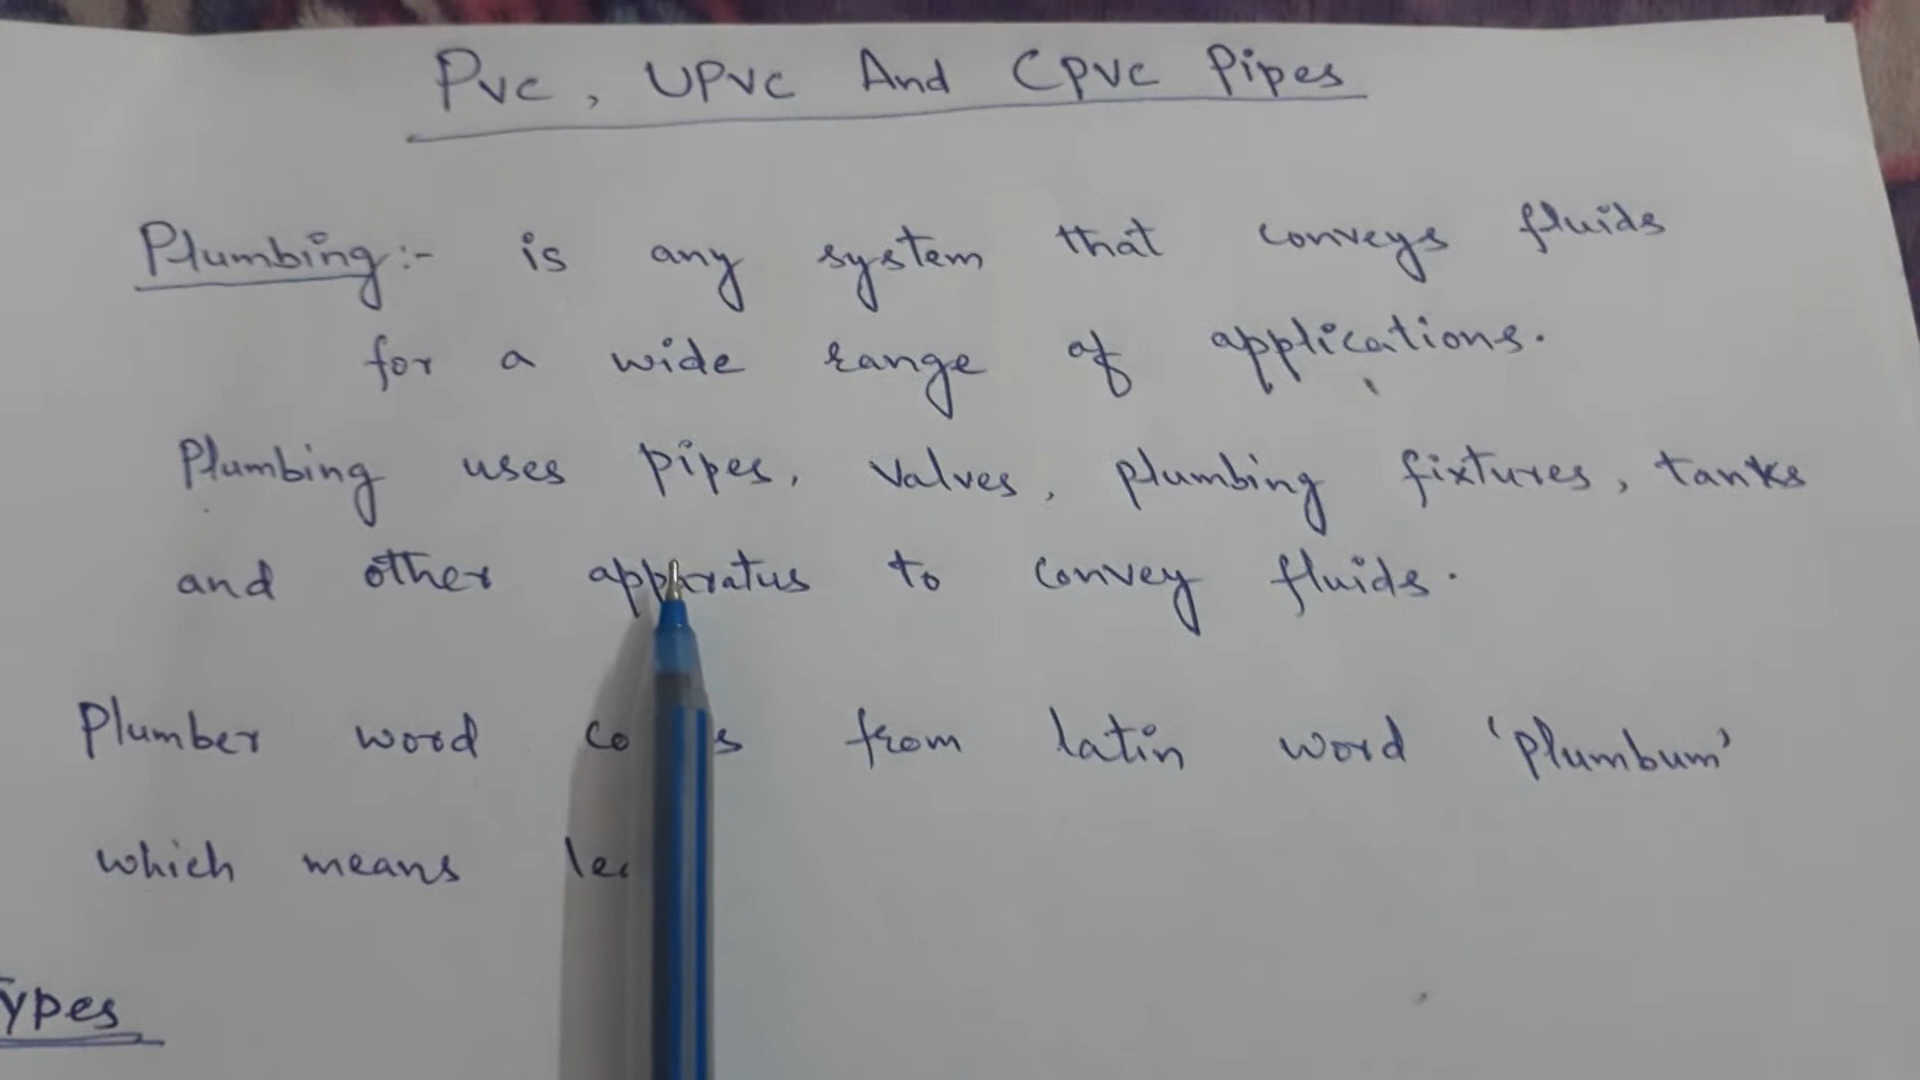 Pvc, UPVC And CPVC Pipes
Plumbing:- is any system that conveys fluids
for a wide range of applications.
Plumbing uses pipes, valves, plumbing fixtures, tanks
and other apparatus to convey fluids.
Plumber word from latin word 'plumbum'
which means
ypes